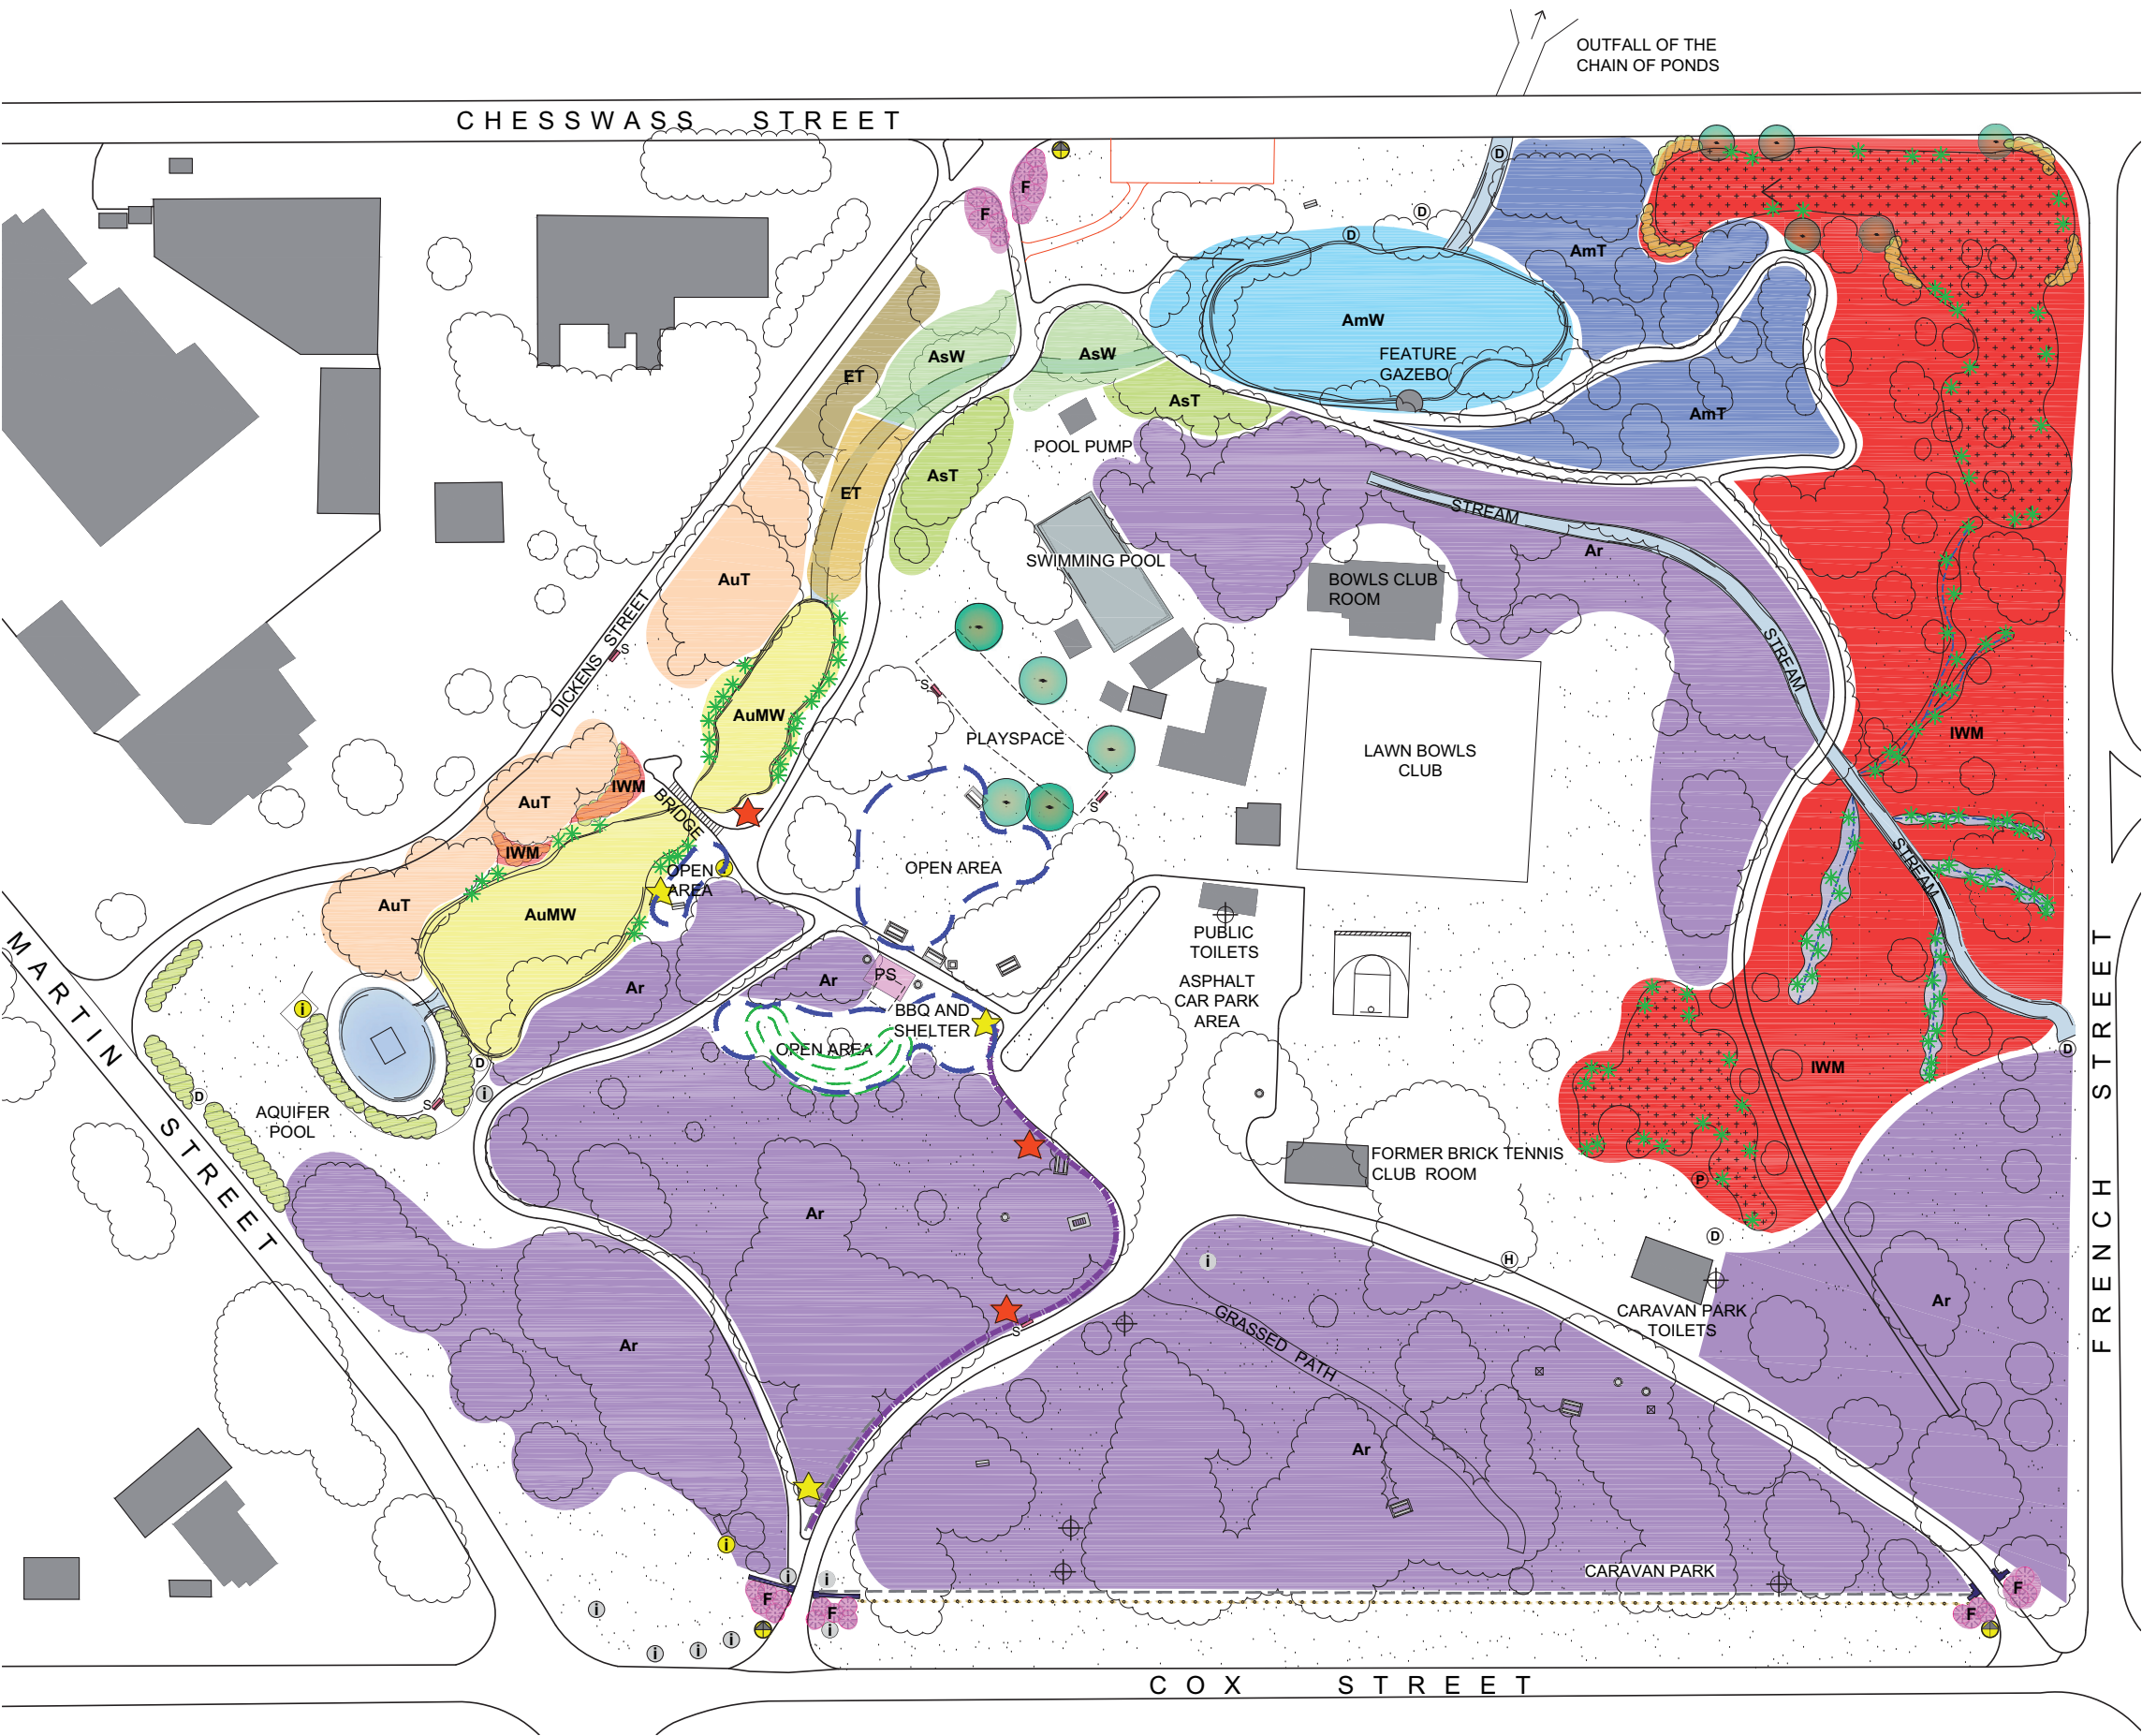 OUTFALL OF THE
CHAIN OF PONDS
CHESSWASS STREET
D
F
F
D
D
AmT
AmW
AsW
AsW
FEATURE
GAZEBO
ET
AsT
AmT
POOL PUMP
AsT
ET
STREAM
Ar
SWIMMING POOL
AuT
BOWLS CLUB
ROOM
DICKENS STREET
S
STREAM
S
AuMW
PLAYSPACE
IWM
LAWN BOWLS
CLUB
IWM
AuT
BRIDGE
S
IWM
OPEN
AREA
OPEN AREA
STREAM
AuT
AuMW
PUBLIC
TOILETS
MARTIN STREET
PS
Ar
Ar
ASPHALT
CAR PARK
AREA
i
BBQ AND
SHELTER
OPEN AREA
D
D
i
IWM
D
S
AQUIFER
POOL
FORMER BRICK TENNIS
CLUB ROOM
P
FRENCH STREET
Ar
D
i
H
Ar
CARAVAN PARK
TOILETS
S
GRASSED PATH
Ar
Ar
i
CARAVAN PARK
i
i
F
F
F
F
i
i
i
i
i
COX STREET